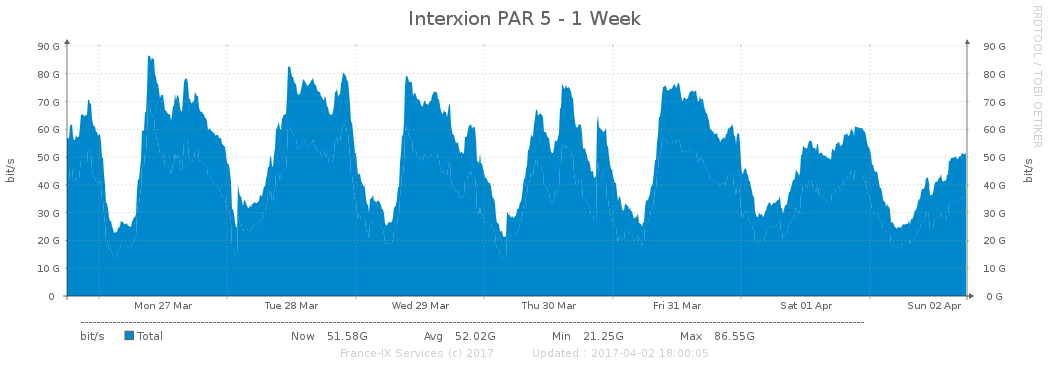 Interxion PAR 5 - 1 Week
RRDTOOL / TOBI OETIKER
90 G 90 G
80 G 80 G
70 G 70 G
60 G 60 G
50 G 50 G
40 G 40 G
30 G 30 G
20 G 20 G
10 G 10 G
0 0 G
bit/s
bit/s
Mon 27 Mar Tue 28 Mar Wed 29 Mar Thu 30 Mar Fri 31 Mar Sat 01 Apr Sun 02 Apr
bit/s Total Now 51.58G Avg 52.02G Min 21.25G Max 86.55G
France-IX Services (c) 2017 Updated : 2017-04-02 18:00:05